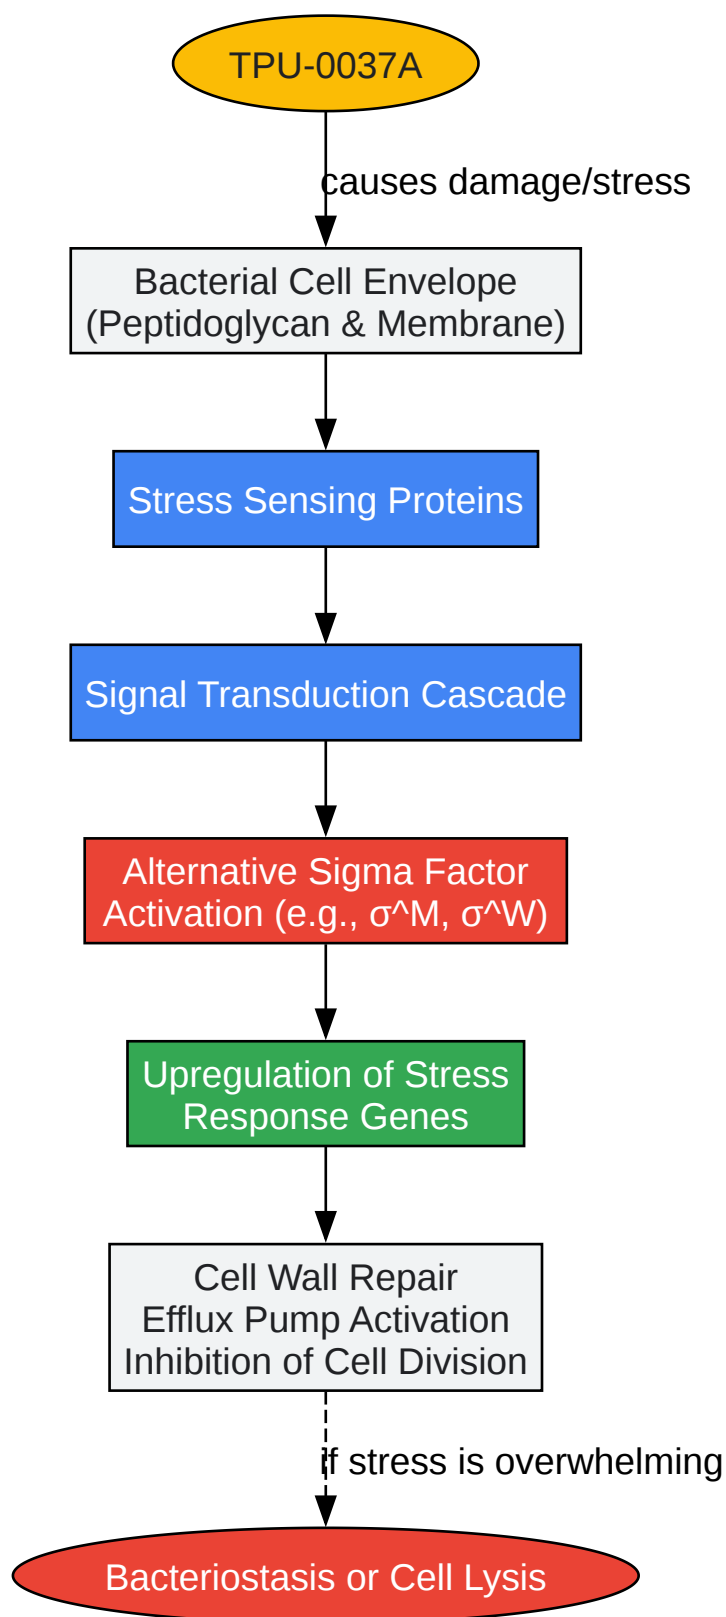 TPU-0037A
causes damage/stress
Bacterial Cell Envelope
(Peptidoglycan & Membrane)
Stress Sensing Proteins
Signal Transduction Cascade
Alternative Sigma Factor
Activation (e.g., σ^M, σ^W)
Upregulation of Stress
Response Genes
Cell Wall Repair
Efflux Pump Activation
Inhibition of Cell Division
if stress is overwhelming
Bacteriostasis or Cell Lysis